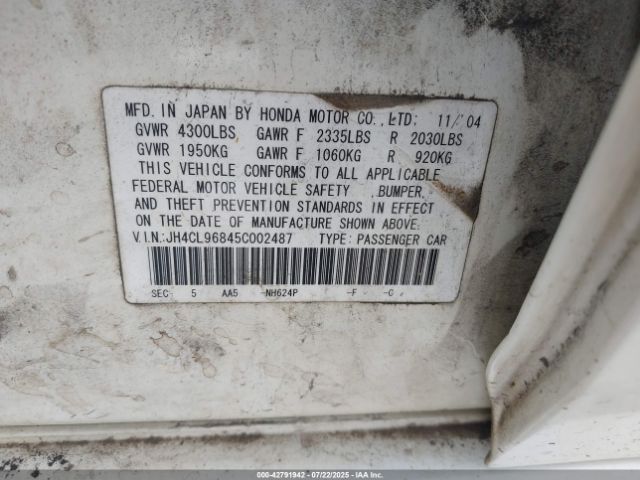 MFD. IN JAPAN BY HONDA MOTOR CO.,LTD: 11/'04
GVWR 4300LBS, GAWR F 2335LBS R 2030LBS
GVWR 1950KG GAWR F 1060KG R 920KG
THIS VEHICLE CONFORMS TO ALL APPLICABLE
FEDERAL MOTOR VEHICLE SAFETY ,BUMPER,
AND THEFT PREVENTION STANDARDS IN EFFECT
ON THE DATE OF MANUFACTURE SHOWN ABOVE.
V.I.N:JH4CL96845C002487 TYPE: PASSENGER CAR
SEC- 5 AA5 -NH624P -F -C
000-42791942 - 07/22/2025 - IAAI.COM